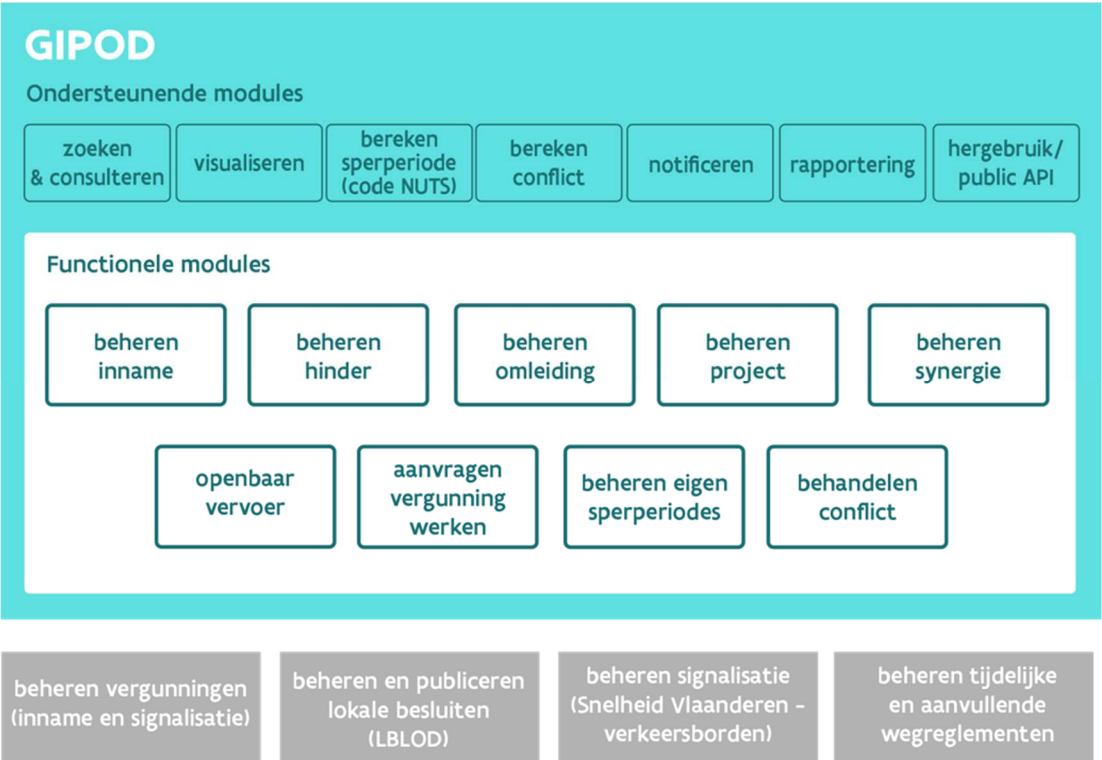 GIPOD
Ondersteunende modules
zoeken
& consulteren
visualiseren
bereken
sperperiode
(code NUTS)
bereken
conflict
notificeren
rapportering
hergebruik/
public API
Functionele modules
beheren
inname
beheren
hinder
beheren
omleiding
beheren
project
beheren
synergie
openbaar
vervoer
aanvragen
vergunning
werken
beheren eigen
sperperiodes
behandelen
conflict
beheren vergunningen
(inname en signalisatie)
beheren en publiceren
lokale besluiten
(LBLOD)
beheren signalisatie
(Snelheid Vlaanderen -
verkeersborden)
beheren tijdelijke
en aanvullende
wegreglementen